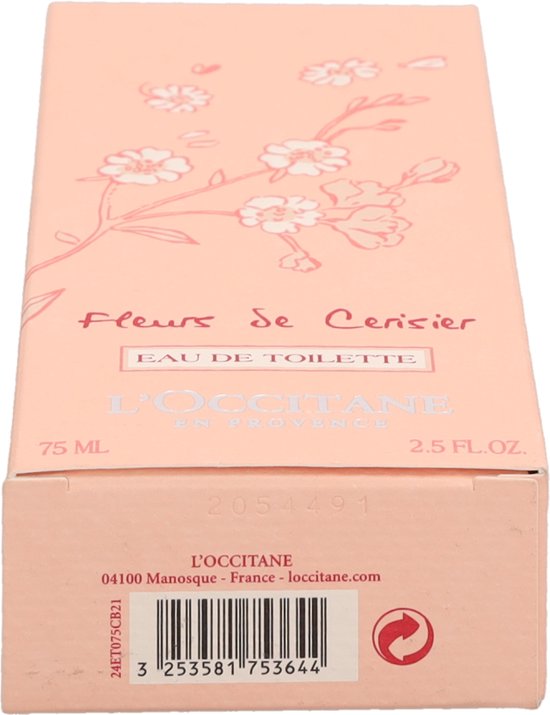 Fleurs de Cerisier
EAU DE TOILETTE
L'OCCITANE
EN PROVENCE
75 ML 2.5 FL.OZ.
2054491
L'OCCITANE
04100 Manosque - France - loccitane.com
24ET075CB21
3 253581 753644